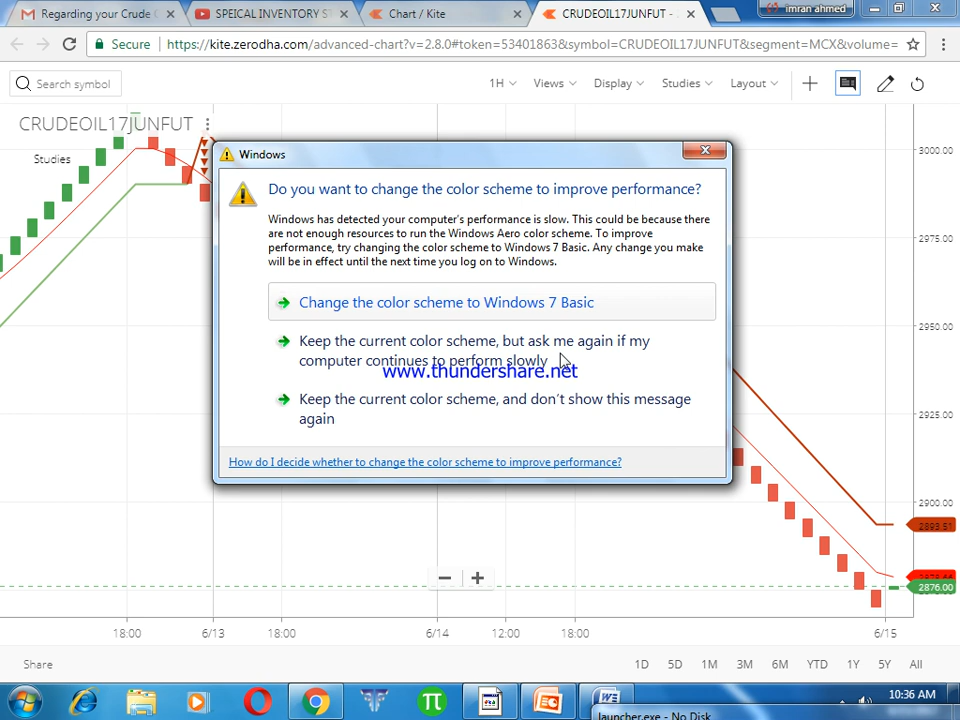 Regarding your Crude
SPEICAL INVENTORY ST
Chart / Kite
CRUDEOIL17JUNFUT -
imran ahmed
Secure
https://kite.zerodha.com/advanced-chart?v=2.8.0#token=53401863&symbol=CRUDEOIL17JUNFUT&segment=MCX&volume=
Search symbol
1H
Views
Display
Studies
Layout
CRUDEOIL17JUNFUT
Studies
3000.00
2975.00
2950.00
2925.00
2900.00
2893.51
2876.00
Windows
Do you want to change the color scheme to improve performance?
Windows has detected your computer's performance is slow. This could be because there
are not enough resources to run the Windows Aero color scheme. To improve
performance, try changing the color scheme to Windows 7 Basic. Any change you make
will be in effect until the next time you log on to Windows.
Change the color scheme to Windows 7 Basic
Keep the current color scheme, but ask me again if my
computer continues to perform slowly
www.thundershare.net
Keep the current color scheme, and don't show this message
again
How do I decide whether to change the color scheme to improve performance?
18:00
6/13
18:00
6/14
12:00
18:00
6/15
Share
1D
5D
1M
3M
6M
YTD
1Y
5Y
All
10:36 AM
launcher.exe - No Disk